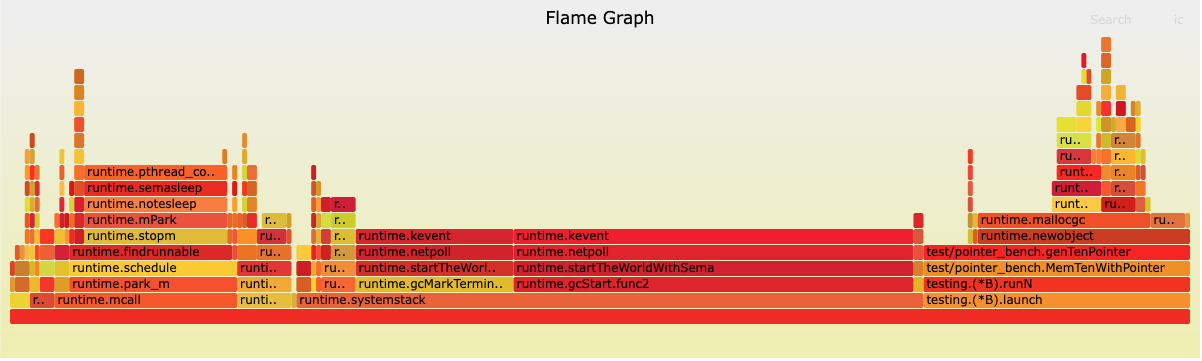 Flame Graph
Search ic
runtime.pthread_co..
runtime.semasleep
runtime.notesleep r..
runtime.mPark r..
runtime.stopm ru.. r..
runtime.findrunnable ru.. r..
runtime.schedule runti.. ru..
runtime.park_m runti.. ru..
r.. runtime.mcall runti.. runtime.systemstack
runtime.kevent runtime.kevent
runtime.netpoll runtime.netpoll
runtime.startTheWorl.. runtime.startTheWorldWithSema
runtime.gcMarkTermin.. runtime.gcStart.func2
ru.. r..
ru.. r..
runt.. r..
runt.. r..
runt.. ru..
runtime.mallocgc ru..
runtime.newobject
test/pointer_bench.genTenPointer
test/pointer_bench.MemTenWithPointer
testing.(*B).runN
testing.(*B).launch